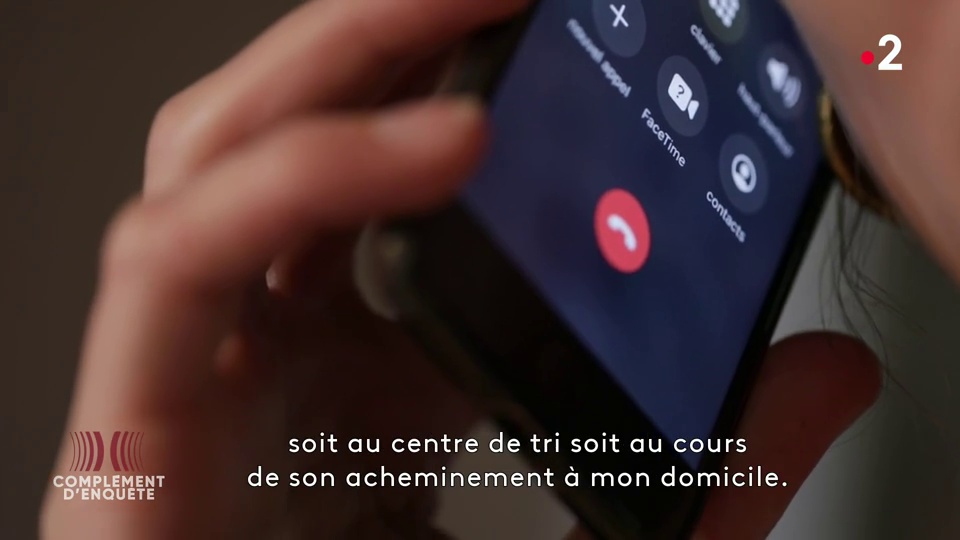 2
nouvel appel
clavier
FaceTime
haut-parleur
contacts
soit au centre de tri soit au cours
de son acheminement à mon domicile.
COMPLÉMENT
D'ENQUÊTE